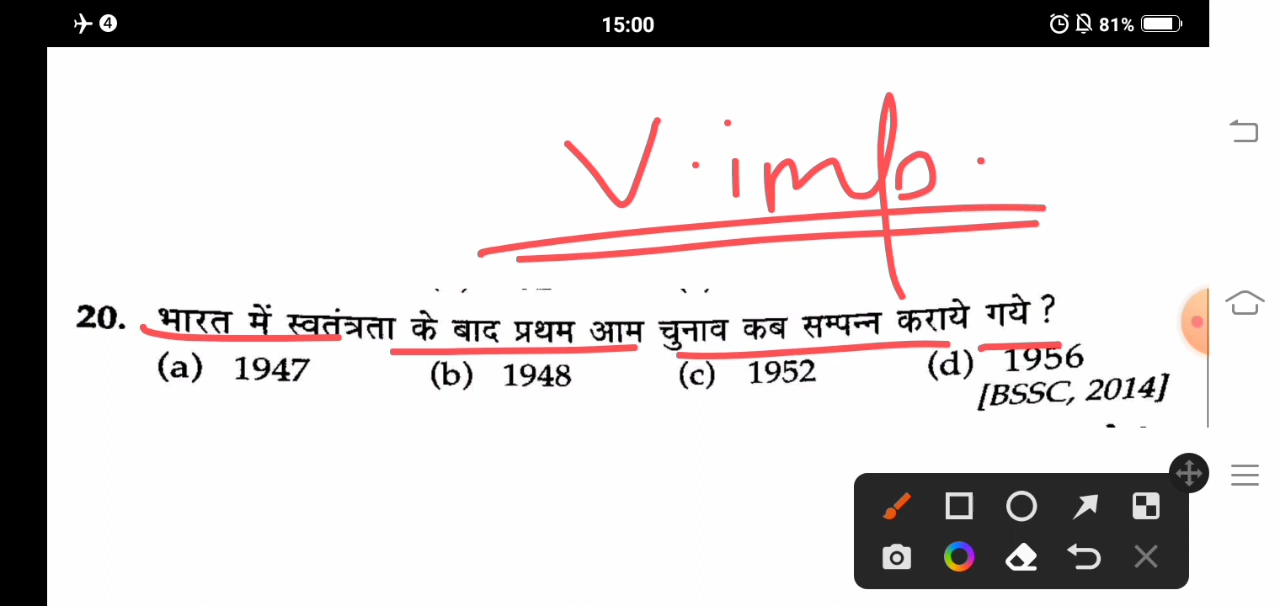 4 15:00 81%
V. imp.
20. भारत में स्वतंत्रता के बाद प्रथम आम चुनाव कब सम्पन्न कराये गये ?
(a) 1947 (b) 1948 (c) 1952 (d) 1956
[BSSC, 2014]